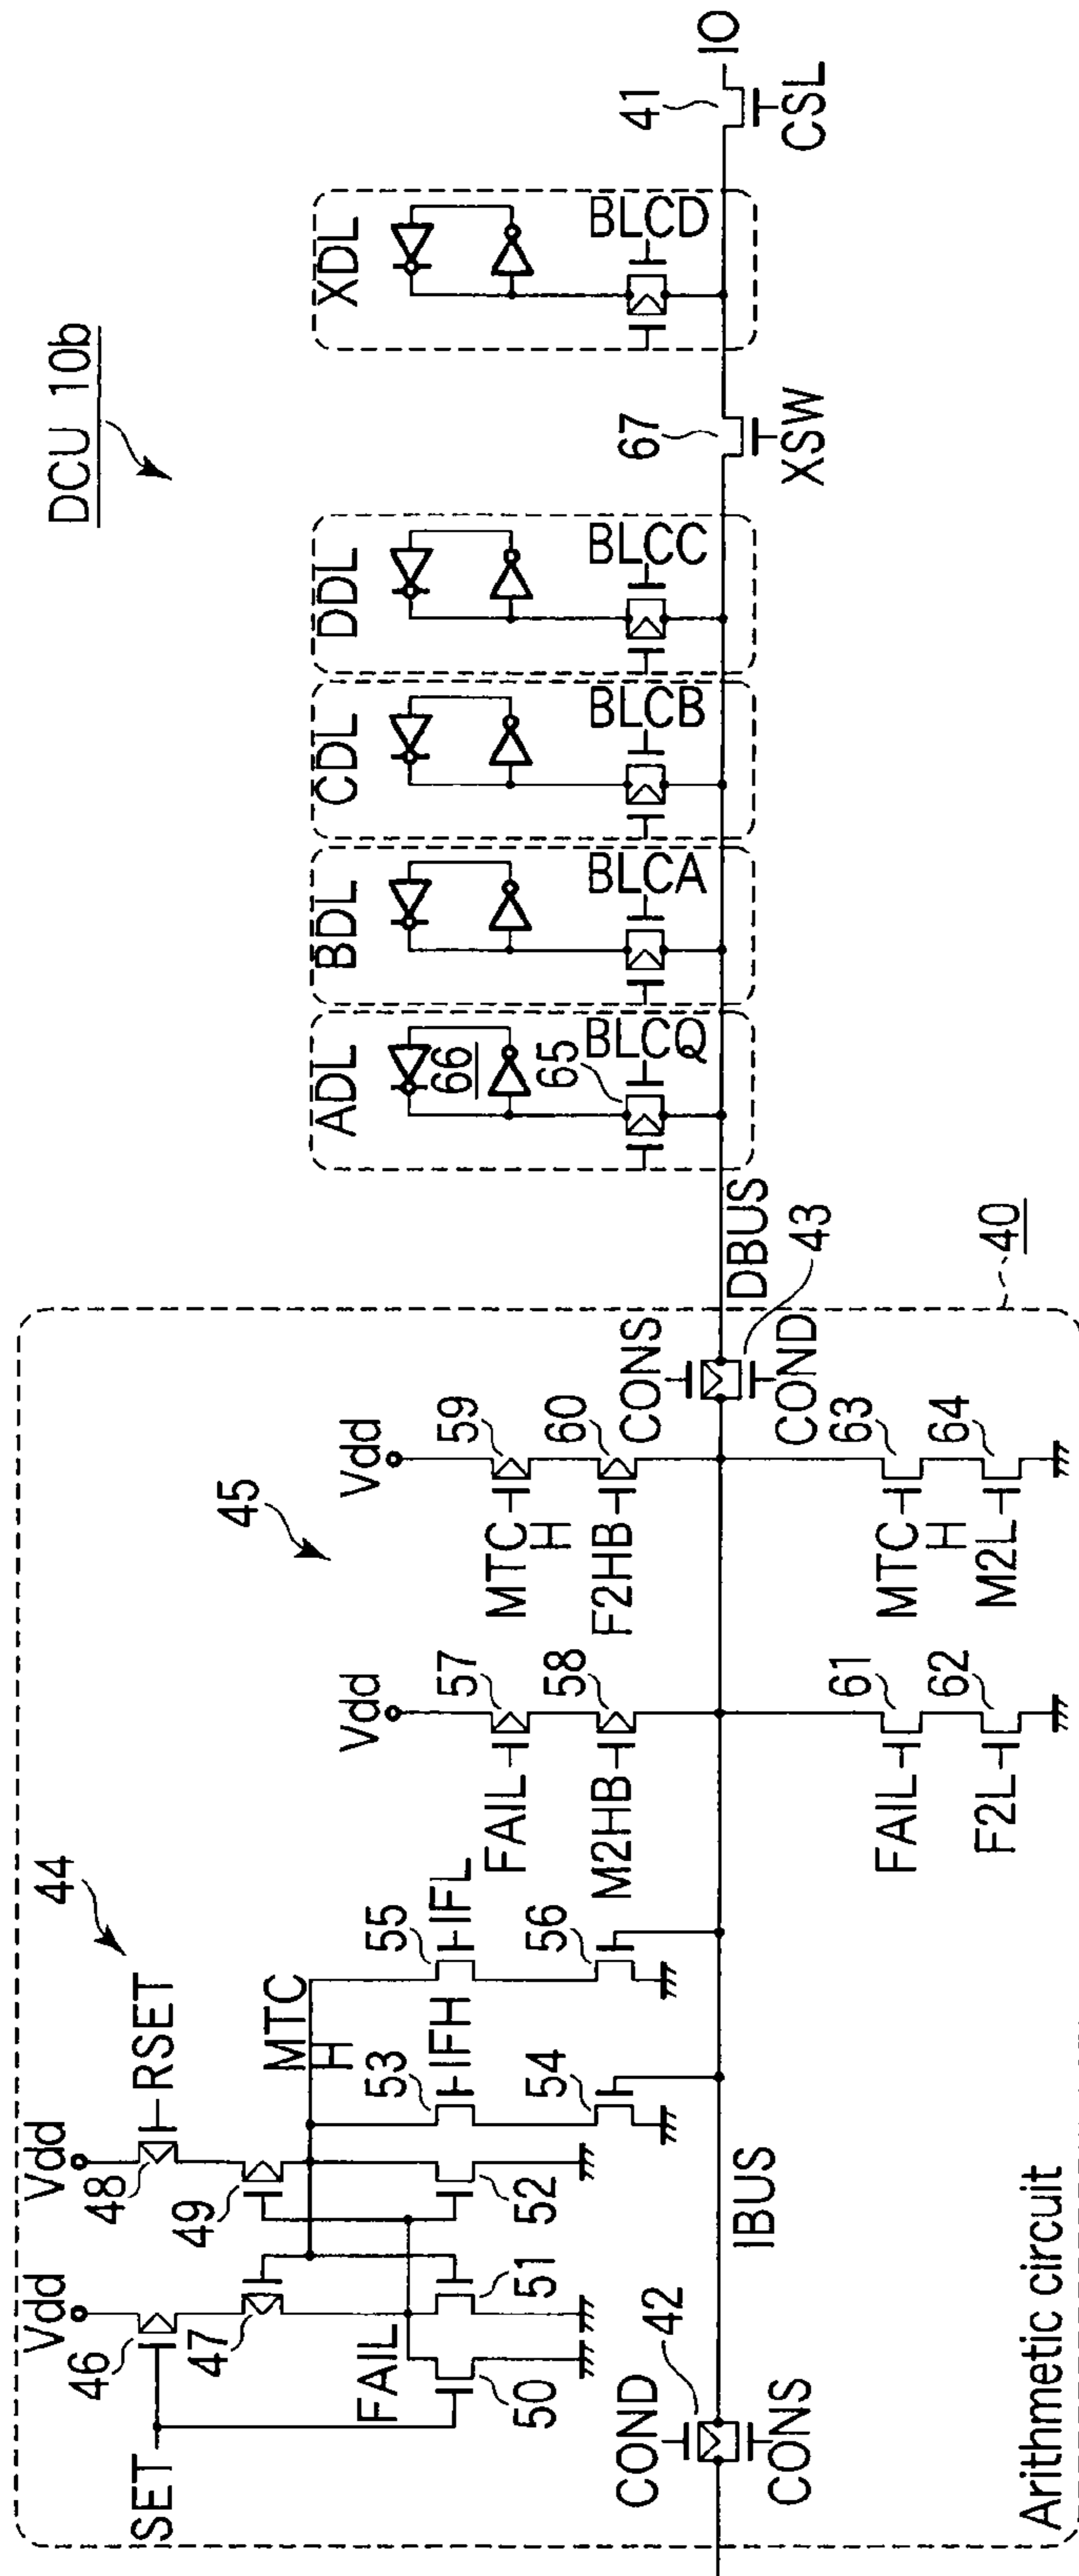 DCU 10b
XDL
DDL
CDL
BDL
ADL
41
IO
CSL
BLCD
67
XSW
BLCC
BLCB
BLCA
BLCQ
66
65
DBUS
40
43
CONS
COND
45
Vdd
59
MTC
H
60
F2HB
63
MTC
H
64
M2L
Vdd
57
FAIL
58
M2HB
61
FAIL
62
F2L
44
55
IFL
56
MTC
H
53
IFH
54
Vdd
48
RSET
49
52
Vdd
46
47
51
FAIL
50
SET
IBUS
42
COND
CONS
Arithmetic circuit